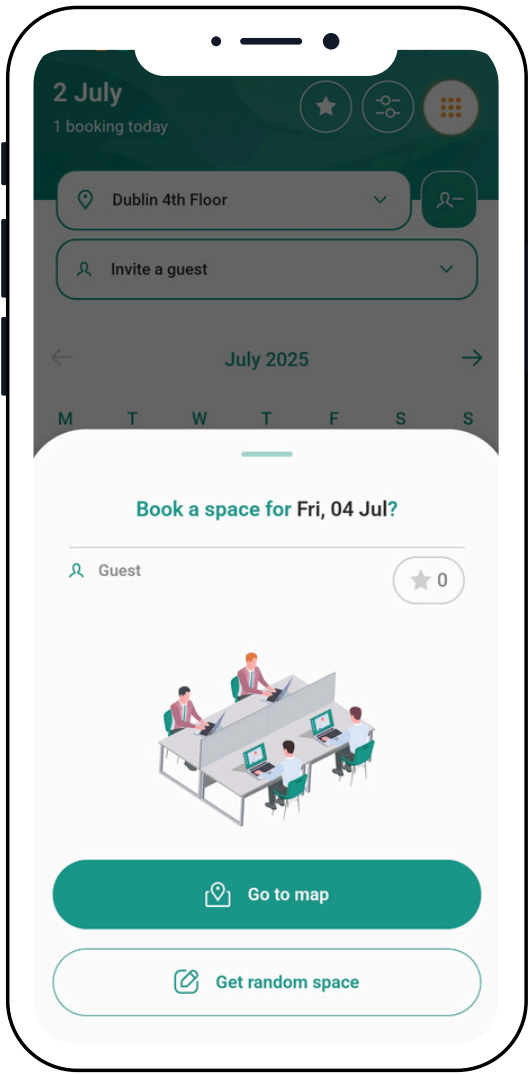 2 July
1 booking today
Dublin 4th Floor
Invite a guest
July 2025
M T W T F S S
Book a space for Fri, 04 Jul?
Guest
0
Go to map
Get random space